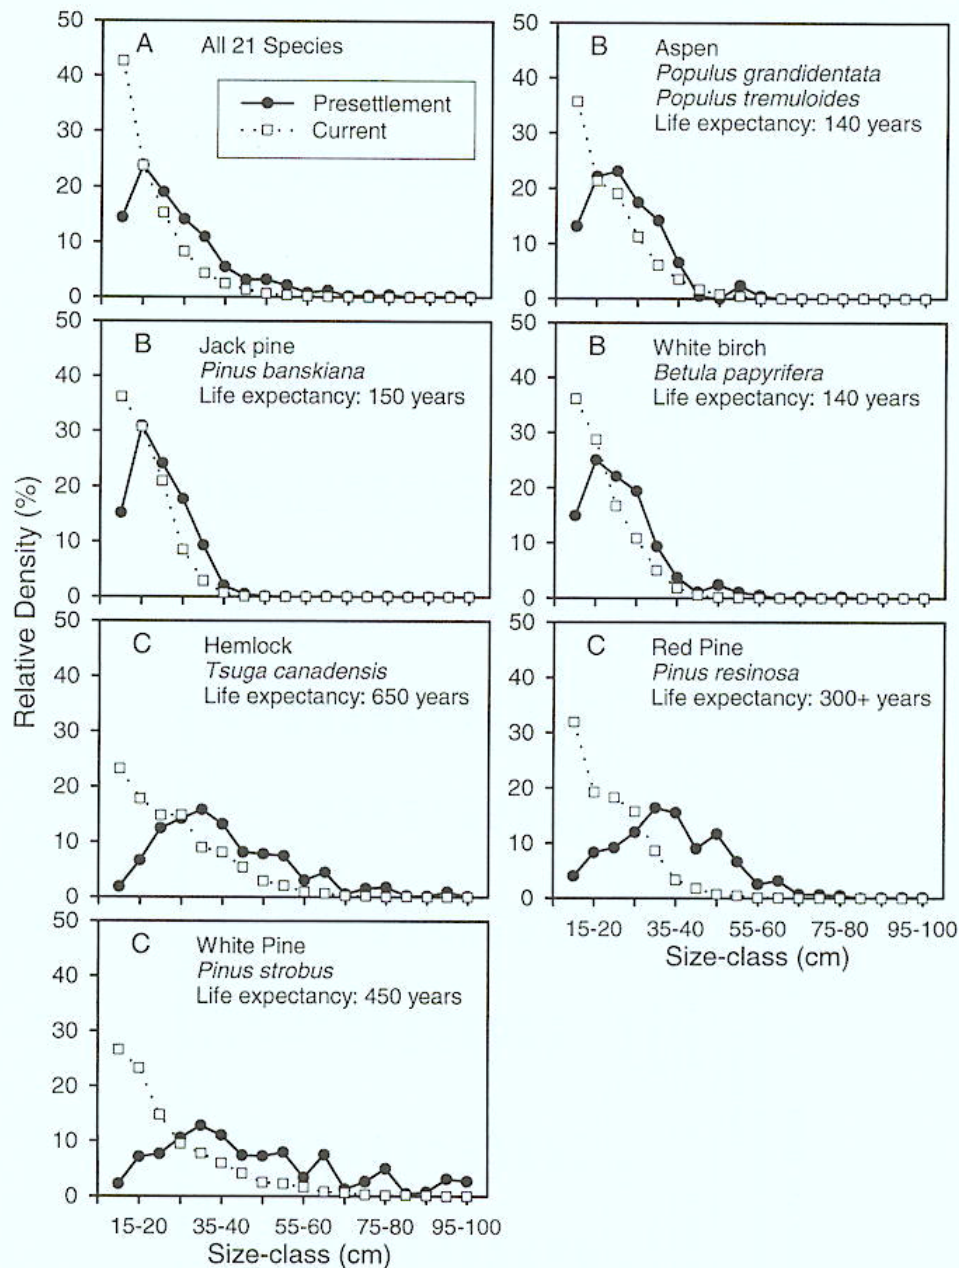 50
40
30
20
10
0
A
All 21 Species
Presettlement
Current
50
40
30
20
10
0
B
Aspen
Populus grandidentata
Populus tremuloides
Life expectancy: 140 years
50
40
30
20
10
0
B
Jack pine
Pinus banskiana
Life expectancy: 150 years
50
40
30
20
10
0
B
White birch
Betula papyrifera
Life expectancy: 140 years
Relative Density (%)
50
40
30
20
10
0
C
Hemlock
Tsuga canadensis
Life expectancy: 650 years
50
40
30
20
10
0
C
Red Pine
Pinus resinosa
Life expectancy: 300+ years
15-20 35-40 55-60 75-80 95-100
Size-class (cm)
50
40
30
20
10
0
C
White Pine
Pinus strobus
Life expectancy: 450 years
15-20 35-40 55-60 75-80 95-100
Size-class (cm)